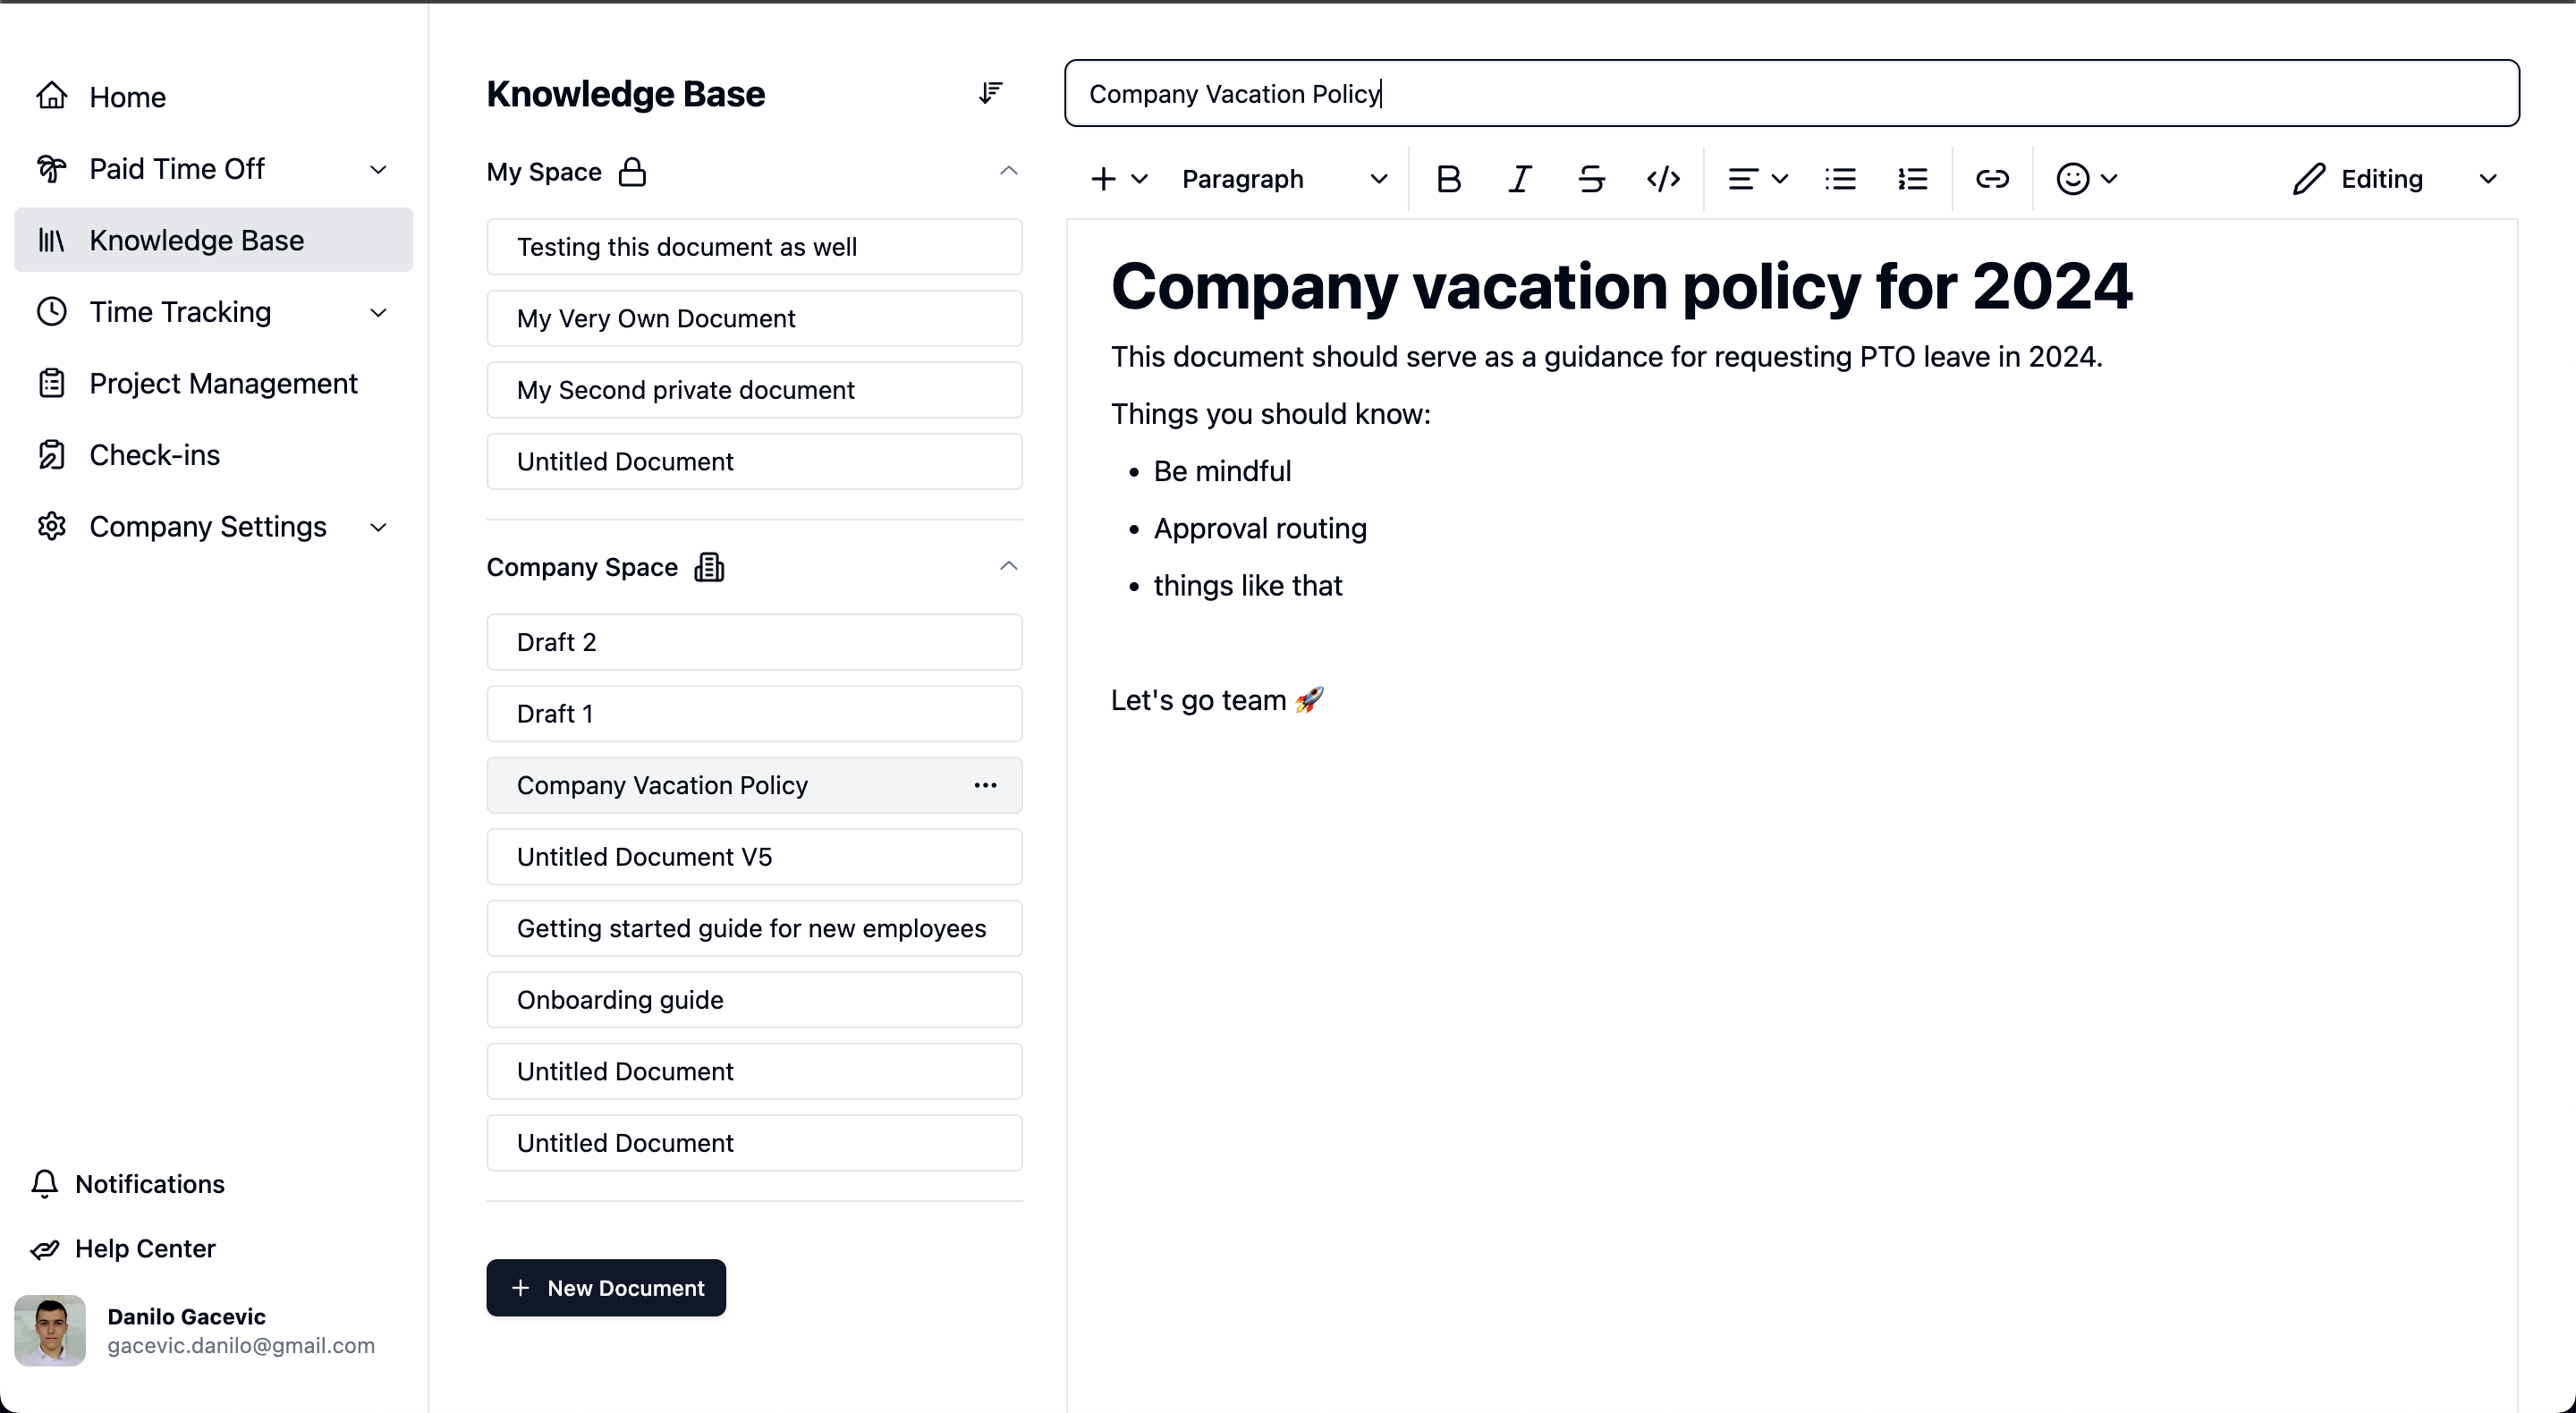 Home
Paid Time Off
Knowledge Base
Time Tracking
Project Management
Check-ins
Company Settings
Notifications
Help Center
Danilo Gacevic
gacevic.danilo@gmail.com
Knowledge Base
My Space
Testing this document as well
My Very Own Document
My Second private document
Untitled Document
Company Space
Draft 2
Draft 1
Company Vacation Policy
Untitled Document V5
Getting started guide for new employees
Onboarding guide
Untitled Document
Untitled Document
New Document
Company Vacation Policy
Paragraph
Editing
Company vacation policy for 2024
This document should serve as a guidance for requesting PTO leave in 2024.
Things you should know:
• Be mindful
• Approval routing
• things like that
Let's go team 🚀